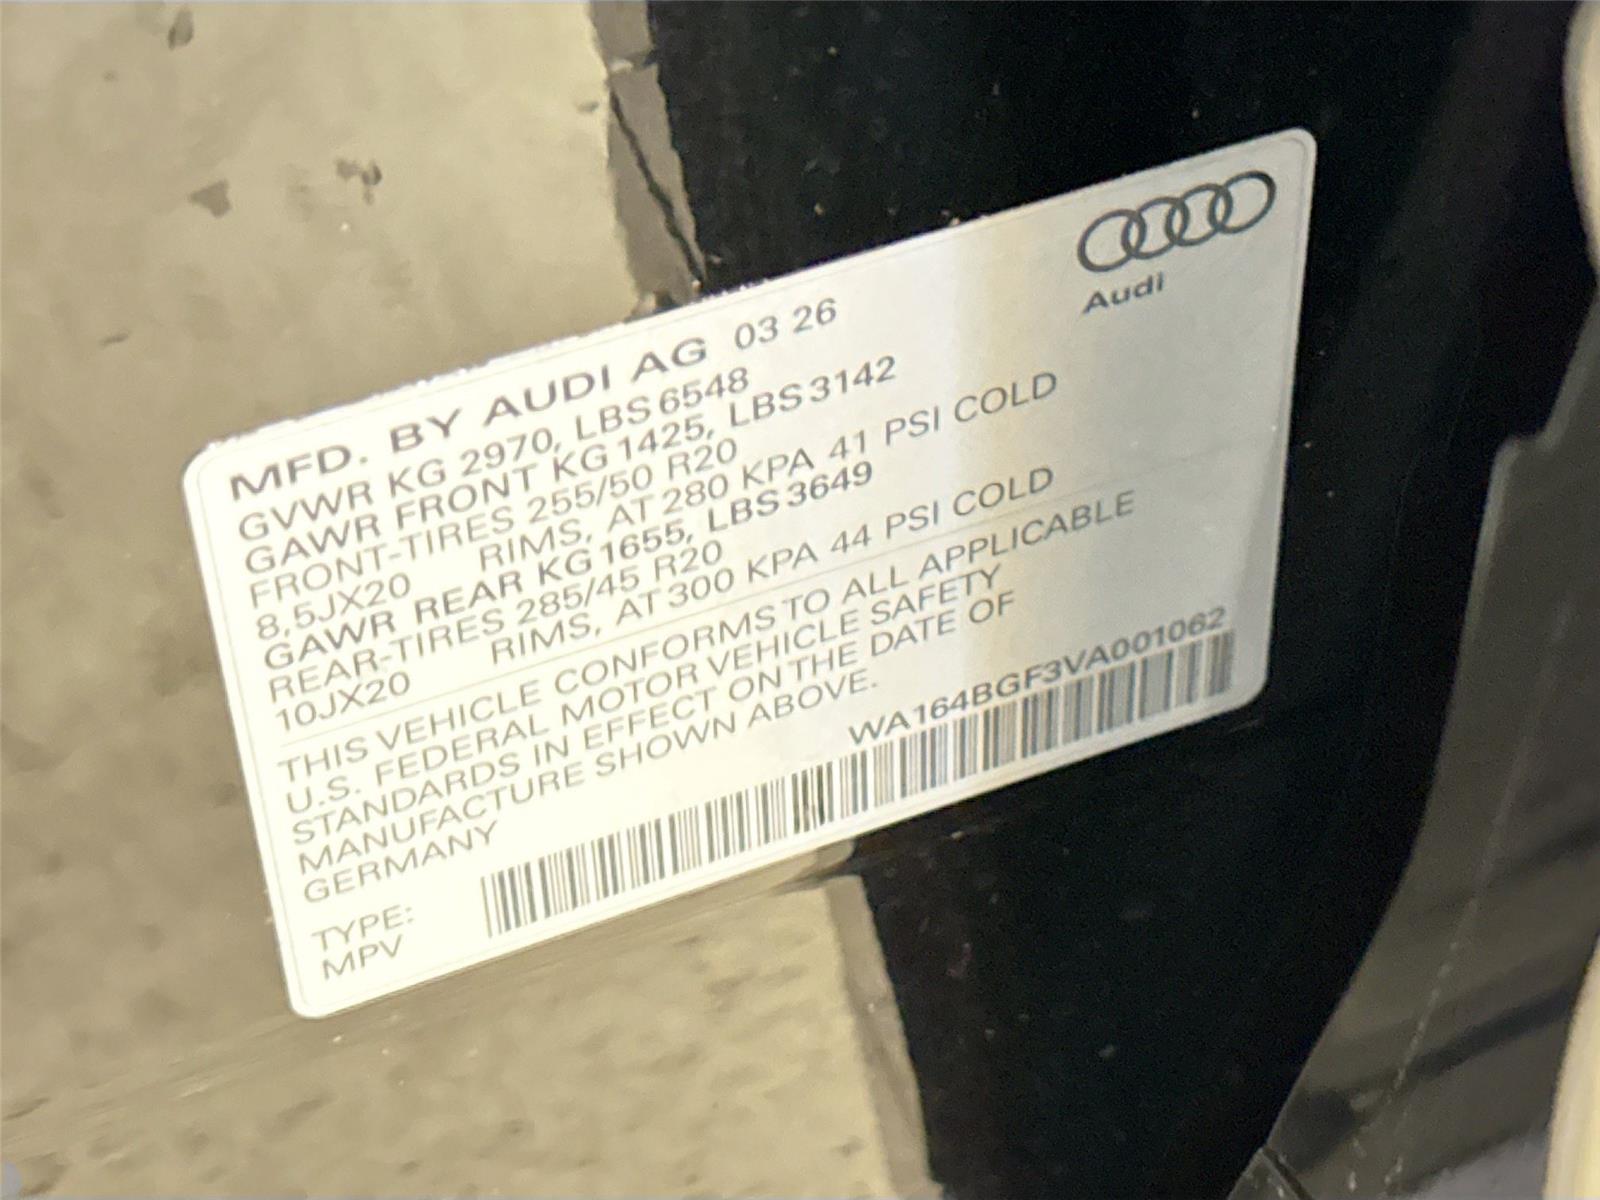 Audi
MFD. BY AUDI AG 03 26
GVWR KG 2970, LBS 6548
GAWR FRONT KG 1425, LBS 3142
FRONT-TIRES 255/50 R20
8,5JX20 RIMS, AT 280 KPA 41 PSI COLD
GAWR REAR KG 1655, LBS 3649
REAR-TIRES 285/45 R20
10JX20 RIMS, AT 300 KPA 44 PSI COLD
THIS VEHICLE CONFORMS TO ALL APPLICABLE
U.S. FEDERAL MOTOR VEHICLE SAFETY
STANDARDS IN EFFECT ON THE DATE OF
MANUFACTURE SHOWN ABOVE.
GERMANY
WA164BGF3VA001062
TYPE:
MPV